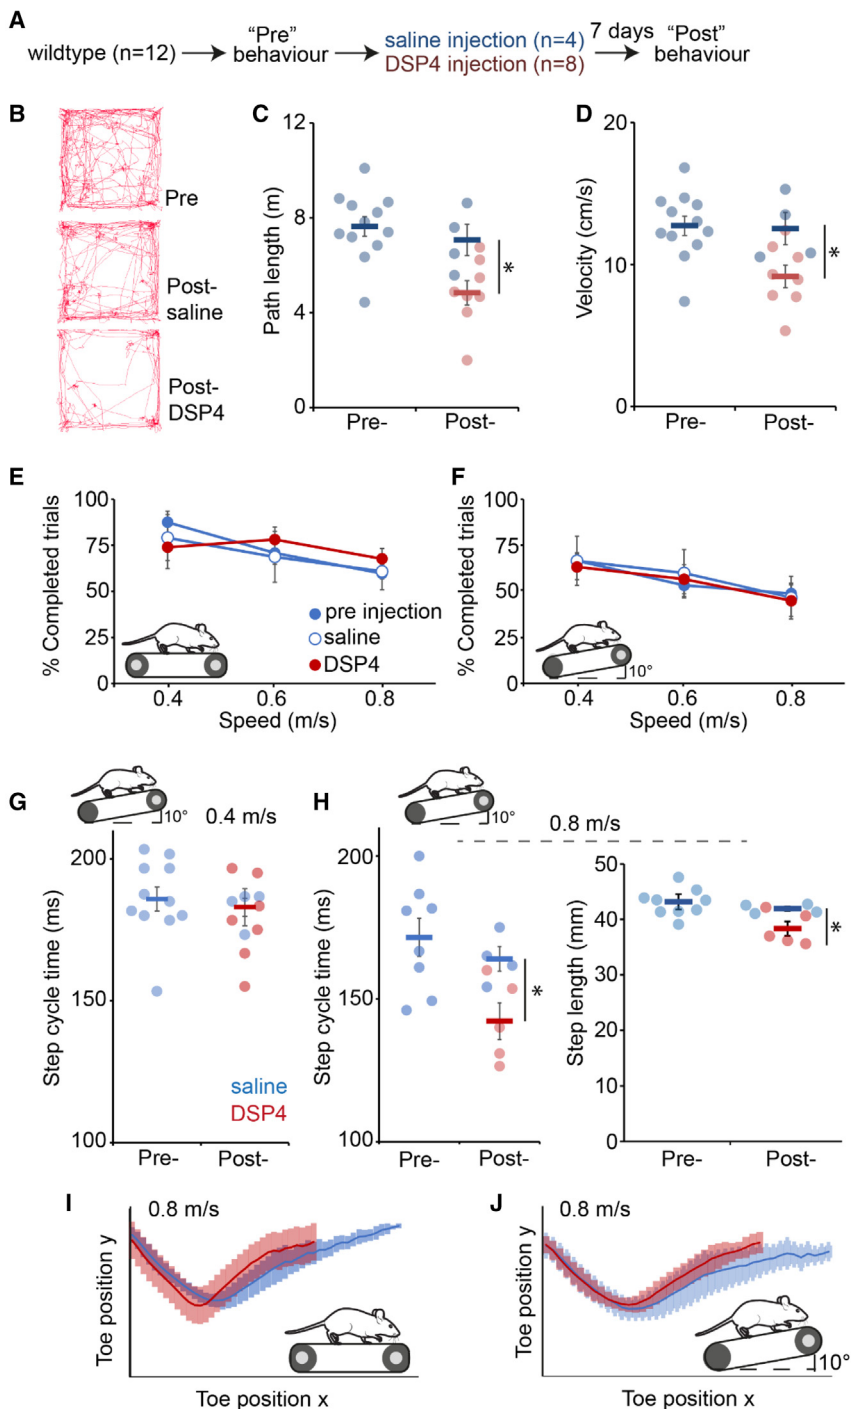 A
wildtype (n=12)
"Pre"
behaviour
saline injection (n=4)
DSP4 injection (n=8)
7 days
"Post"
behaviour
B
Pre
Post-
saline
Post-
DSP4
C
Path length (m)
12
8
4
0
*
Pre-
Post-
D
Velocity (cm/s)
20
10
0
*
Pre-
Post-
E
% Completed trials
100
75
50
25
0
pre injection
saline
DSP4
0.4
0.6
0.8
Speed (m/s)
F
% Completed trials
100
75
50
25
0
10°
0.4
0.6
0.8
Speed (m/s)
G
10°
0.4 m/s
Step cycle time (ms)
200
150
100
saline
DSP4
Pre-
Post-
H
10°
0.8 m/s
Step cycle time (ms)
200
150
100
*
Pre-
Post-
Step length (mm)
50
40
30
20
10
0
*
Pre-
Post-
I
0.8 m/s
Toe position y
Toe position x
J
0.8 m/s
Toe position y
10°
Toe position x